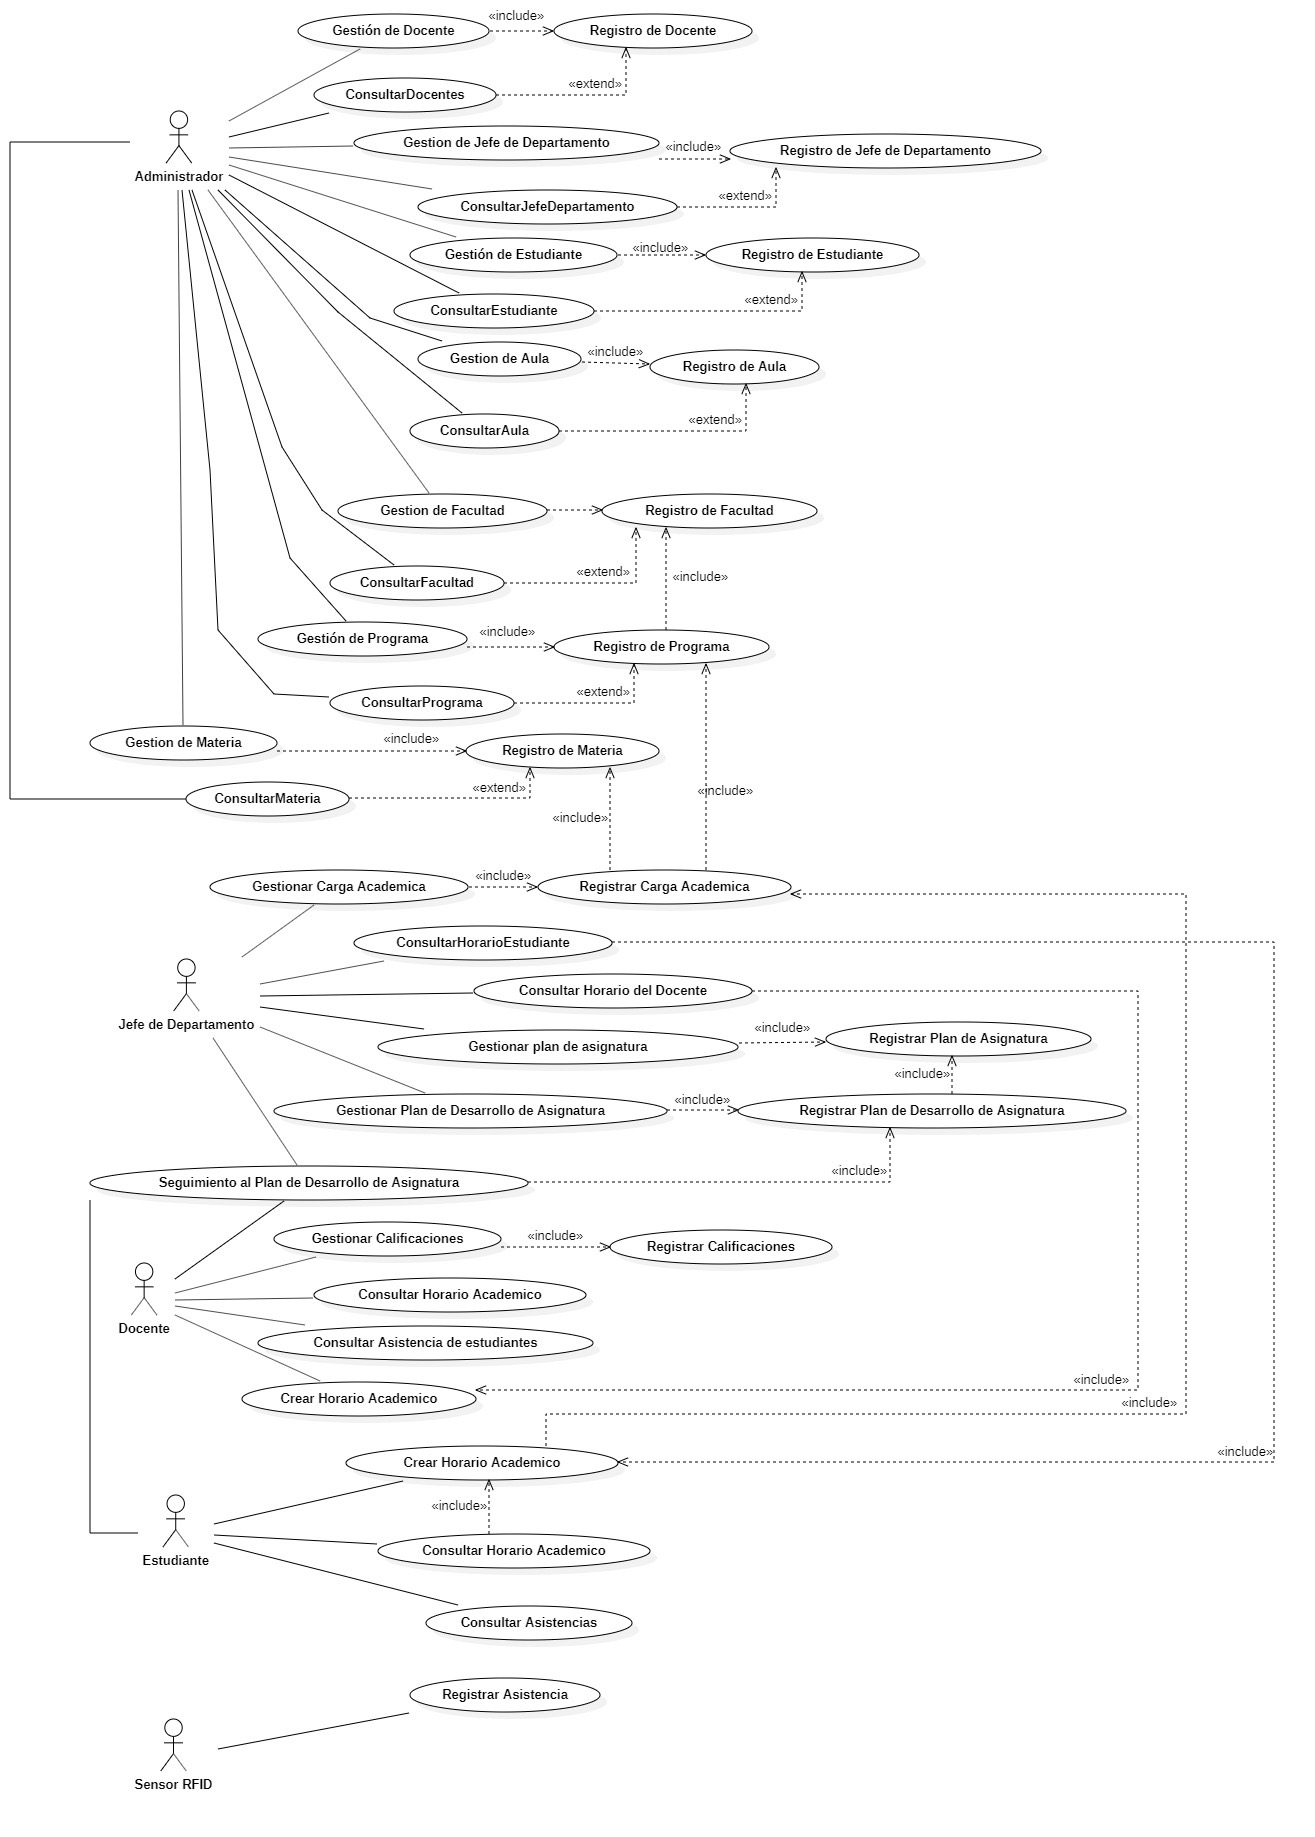 «include»
Gestión de Docente
Registro de Docente
«extend»
ConsultarDocentes
Gestion de Jefe de Departamento
«include»
Registro de Jefe de Departamento
Administrador
«extend»
ConsultarJefeDepartamento
Gestión de Estudiante
«include»
Registro de Estudiante
«extend»
ConsultarEstudiante
«include»
Gestion de Aula
Registro de Aula
«extend»
ConsultarAula
Gestion de Facultad
Registro de Facultad
«extend»
«include»
ConsultarFacultad
«include»
Gestión de Programa
Registro de Programa
«extend»
ConsultarPrograma
«include»
Gestion de Materia
Registro de Materia
«extend»
«include»
ConsultarMateria
«include»
«include»
Gestionar Carga Academica
Registrar Carga Academica
ConsultarHorarioEstudiante
Consultar Horario del Docente
Jefe de Departamento
«include»
Registrar Plan de Asignatura
Gestionar plan de asignatura
«include»
«include»
Gestionar Plan de Desarrollo de Asignatura
Registrar Plan de Desarrollo de Asignatura
«include»
Seguimiento al Plan de Desarrollo de Asignatura
«include»
Gestionar Calificaciones
Registrar Calificaciones
Consultar Horario Academico
Docente
Consultar Asistencia de estudiantes
«include»
Crear Horario Academico
«include»
«include»
Crear Horario Academico
«include»
Consultar Horario Academico
Estudiante
Consultar Asistencias
Registrar Asistencia
Sensor RFID